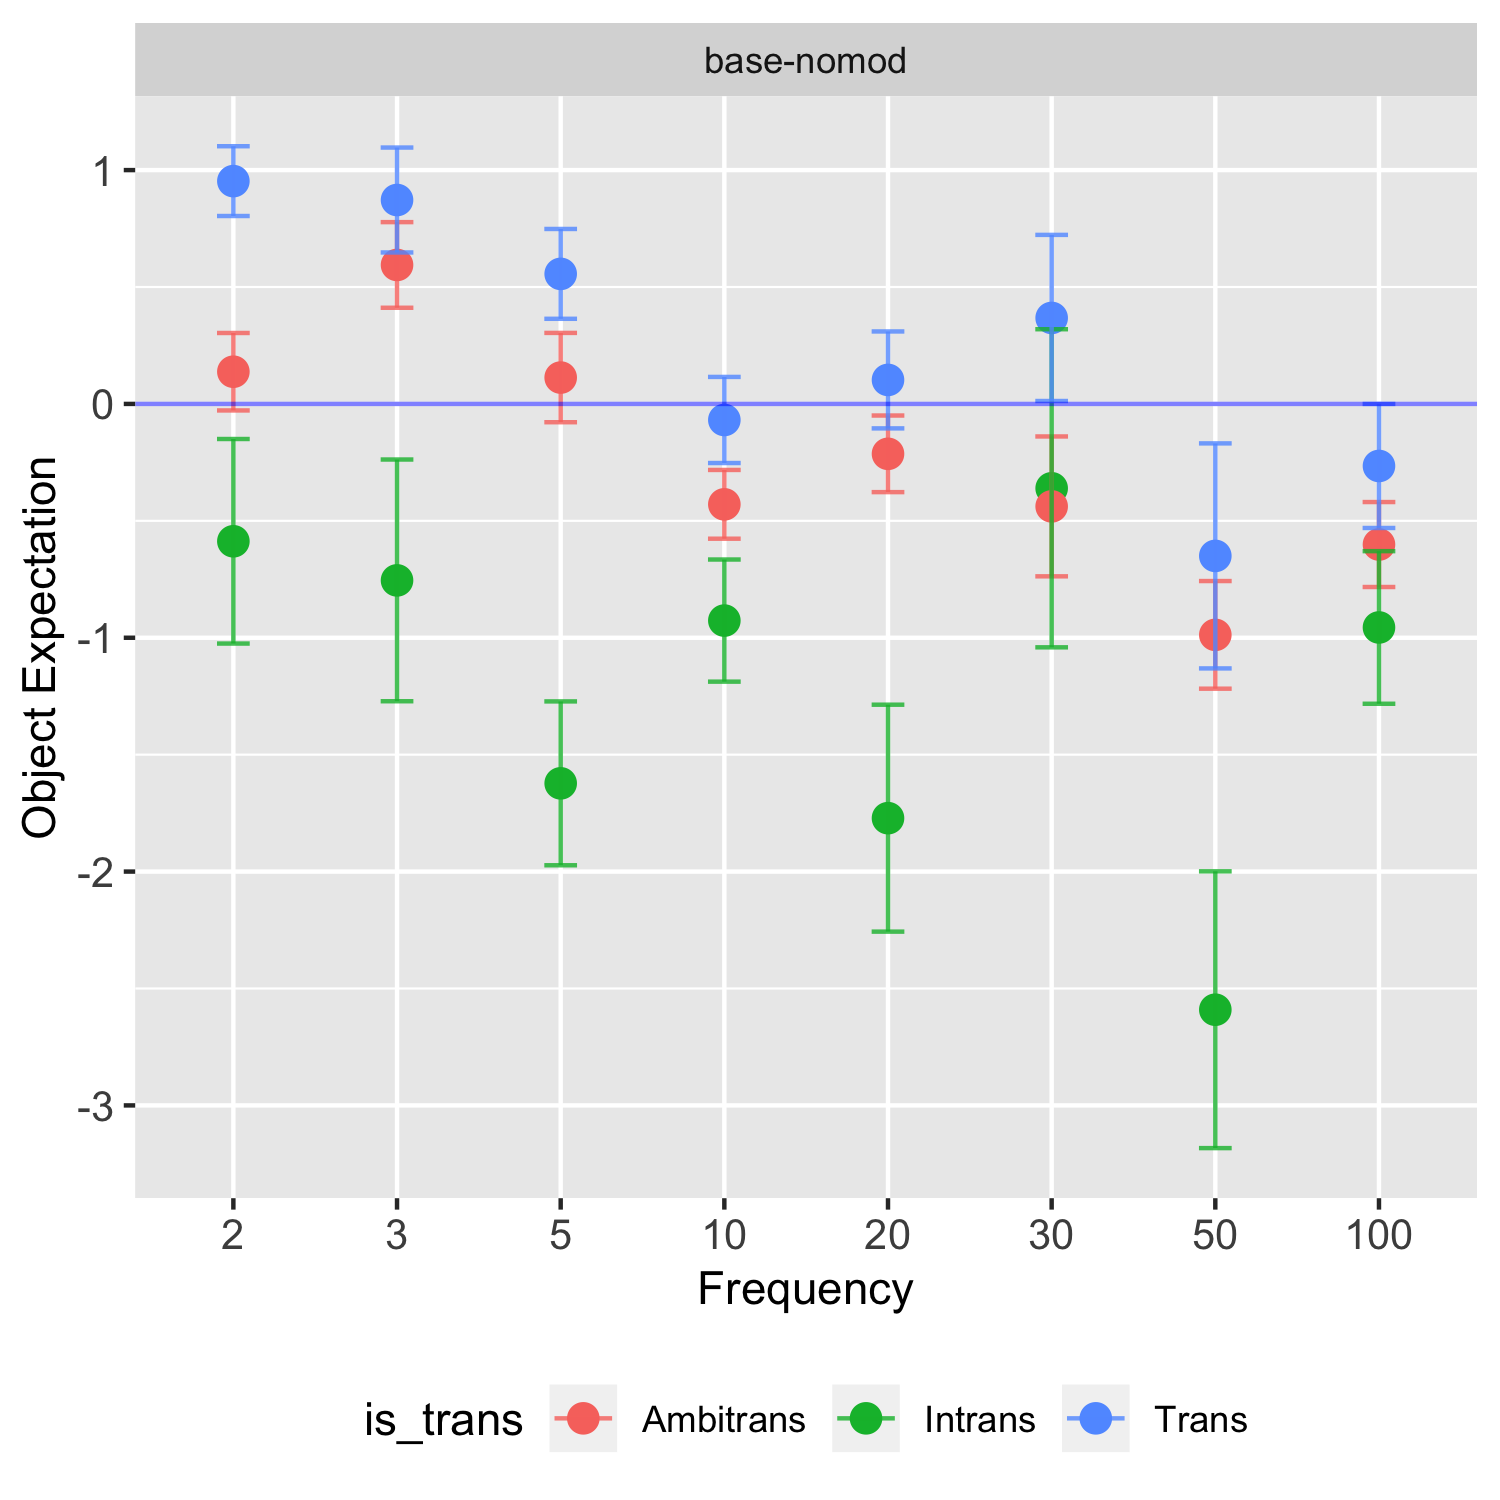 base-nomod
1
0
-1
-2
-3
Object Expectation
2 3 5 10 20 30 50 100
Frequency
is_trans Ambitrans Intrans Trans